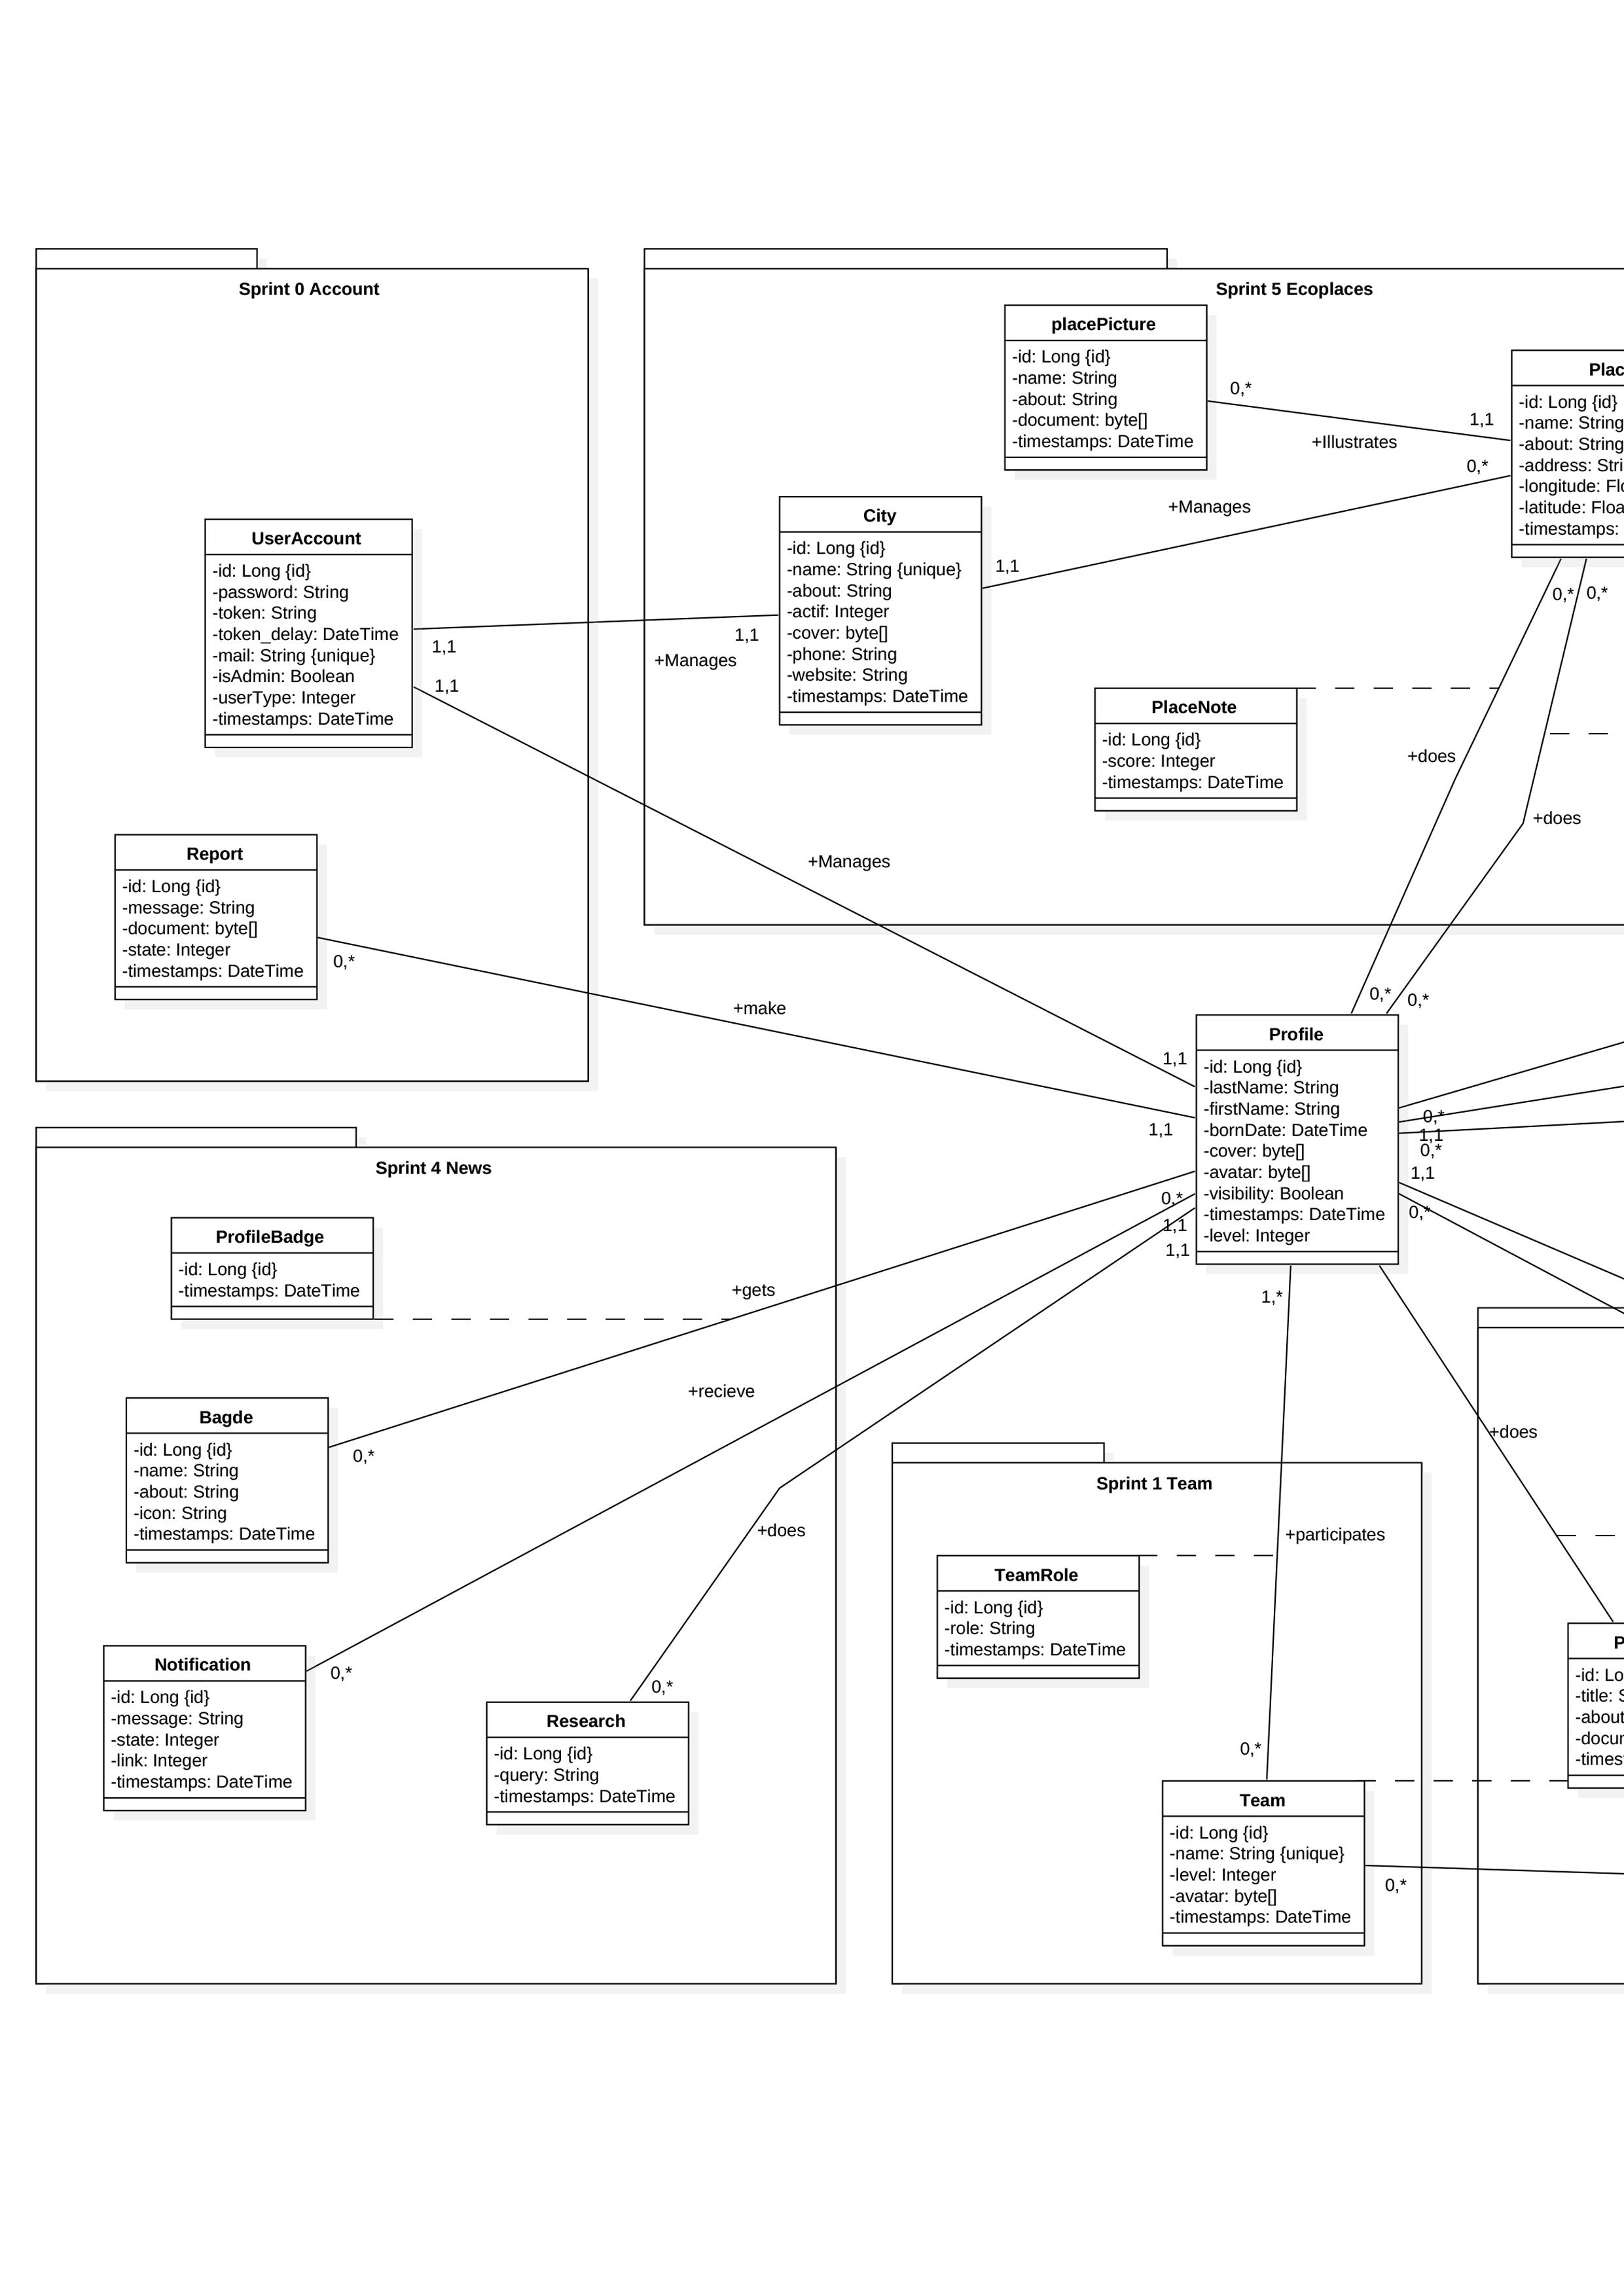 Sprint 0 Account
UserAccount
-id: Long {id}
-password: String
-token: String
-token_delay: DateTime
-mail: String {unique}
-isAdmin: Boolean
-userType: Integer
-timestamps: DateTime
1,1
1,1
Report
-id: Long {id}
-message: String
-document: byte[]
-state: Integer
-timestamps: DateTime
0,*
+make
1,1
Sprint 5 Ecoplaces
placePicture
-id: Long {id}
-name: String
-about: String
-document: byte[]
-timestamps: DateTime
0,*
+Illustrates
1,1
0,*
+Manages
1,1
City
-id: Long {id}
-name: String {unique}
-about: String
-actif: Integer
-cover: byte[]
-phone: String
-website: String
-timestamps: DateTime
1,1
+Manages
Plac
-id: Long {id}
-name: String
-about: String
-address: Stri
-longitude: Flo
-latitude: Floa
-timestamps:
0,*
0,*
PlaceNote
-id: Long {id}
-score: Integer
-timestamps: DateTime
+does
+does
+Manages
0,*
0,*
1,1
Profile
-id: Long {id}
-lastName: String
-firstName: String
-bornDate: DateTime
-cover: byte[]
-avatar: byte[]
-visibility: Boolean
-timestamps: DateTime
-level: Integer
0,*
1,1
0,*
1,1
0,*
0,*
1,1
1,1
1,*
Sprint 4 News
ProfileBadge
-id: Long {id}
-timestamps: DateTime
+gets
Bagde
-id: Long {id}
-name: String
-about: String
-icon: String
-timestamps: DateTime
0,*
+recieve
Notification
-id: Long {id}
-message: String
-state: Integer
-link: Integer
-timestamps: DateTime
0,*
+does
0,*
Research
-id: Long {id}
-query: String
-timestamps: DateTime
Sprint 1 Team
+participates
TeamRole
-id: Long {id}
-role: String
-timestamps: DateTime
0,*
Team
-id: Long {id}
-name: String {unique}
-level: Integer
-avatar: byte[]
-timestamps: DateTime
0,*
+does
P
-id: Lo
-title: S
-about
-docum
-times